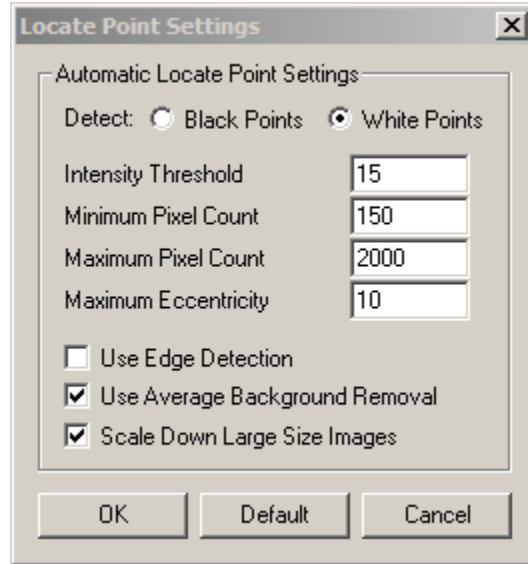 Locate Point Settings
Automatic Locate Point Settings
Detect: Black Points White Points
Intensity Threshold 15
Minimum Pixel Count 150
Maximum Pixel Count 2000
Maximum Eccentricity 10
Use Edge Detection
Use Average Background Removal
Scale Down Large Size Images
OK Default Cancel